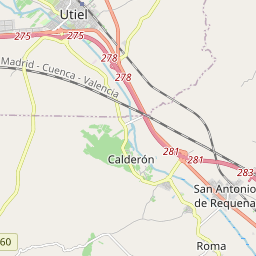 Utiel
275
275
278
278
Madrid - Cuenca - Valencia
281
281
Calderón
283
San Antonio
de Requena
60
Roma